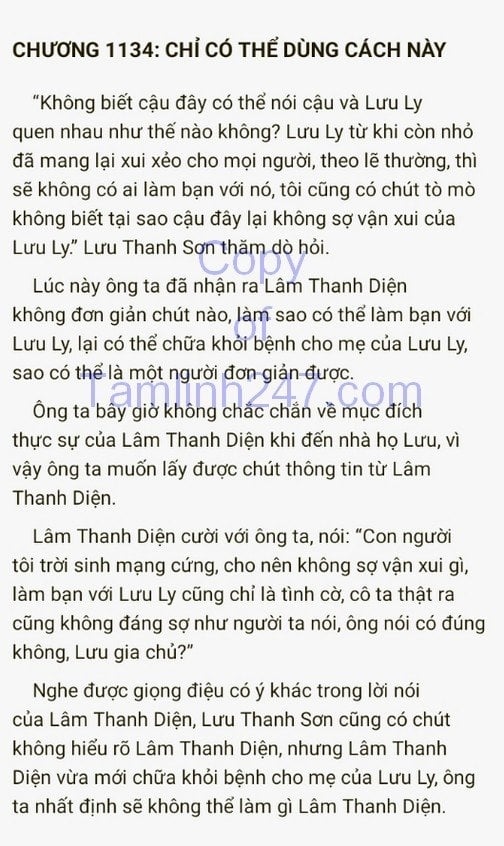 CHƯƠNG 1134: CHỈ CÓ THỂ DÙNG CÁCH NÀY
“Không biết cậu đây có thể nói cậu và Lưu Ly
quen nhau như thế nào không? Lưu Ly từ khi còn nhỏ
đã mang lại xui xẻo cho mọi người, theo lẽ thường, thì
sẽ không có ai làm bạn với nó, tôi cũng có chút tò mò
không biết tại sao cậu đây lại không sợ vận xui của
Lưu Ly.” Lưu Thanh Sơn thăm dò hỏi.
Copy
Lúc này ông ta đã nhận ra Lâm Thanh Diện
không đơn giản chút nào, làm sao có thể làm bạn với
of
Lưu Ly, lại có thể chữa khỏi bệnh cho mẹ của Lưu Ly,
sao có thể là một người đơn giản được.
Tamlinh247.com
Ông ta bây giờ không chắc chắn về mục đích
thực sự của Lâm Thanh Diện khi đến nhà họ Lưu, vì
vậy ông ta muốn lấy được chút thông tin từ Lâm
Thanh Diện.
Lâm Thanh Diện cười với ông ta, nói: “Con người
tôi trời sinh mạng cứng, cho nên không sợ vận xui gì,
làm bạn với Lưu Ly cũng chỉ là tình cờ, cô ta thật ra
cũng không đáng sợ như người ta nói, ông nói có đúng
không, Lưu gia chủ?”
Nghe được giọng điệu có ý khác trong lời nói
của Lâm Thanh Diện, Lưu Thanh Sơn cũng có chút
không hiểu rõ Lâm Thanh Diện, nhưng Lâm Thanh
Diện vừa mới chữa khỏi bệnh cho mẹ của Lưu Ly, ông
ta nhất định sẽ không thể làm gì Lâm Thanh Diện.